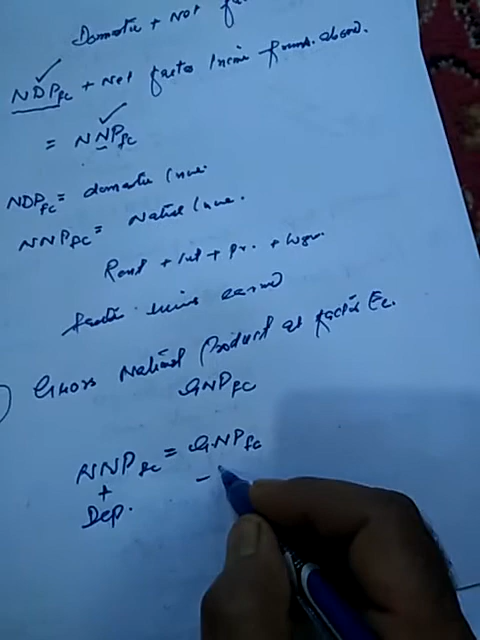 Domestic + Net
NDPfc + Net factor Income from abroad.
= NNPfc
NDPfc = domestic Income.
NNPfc = National Income.
Rent + Int + Pr. + Wages.
factor income earned
Gross National Product at factor
GNPfc
NNPfc = GNPfc
+ -
Dep.